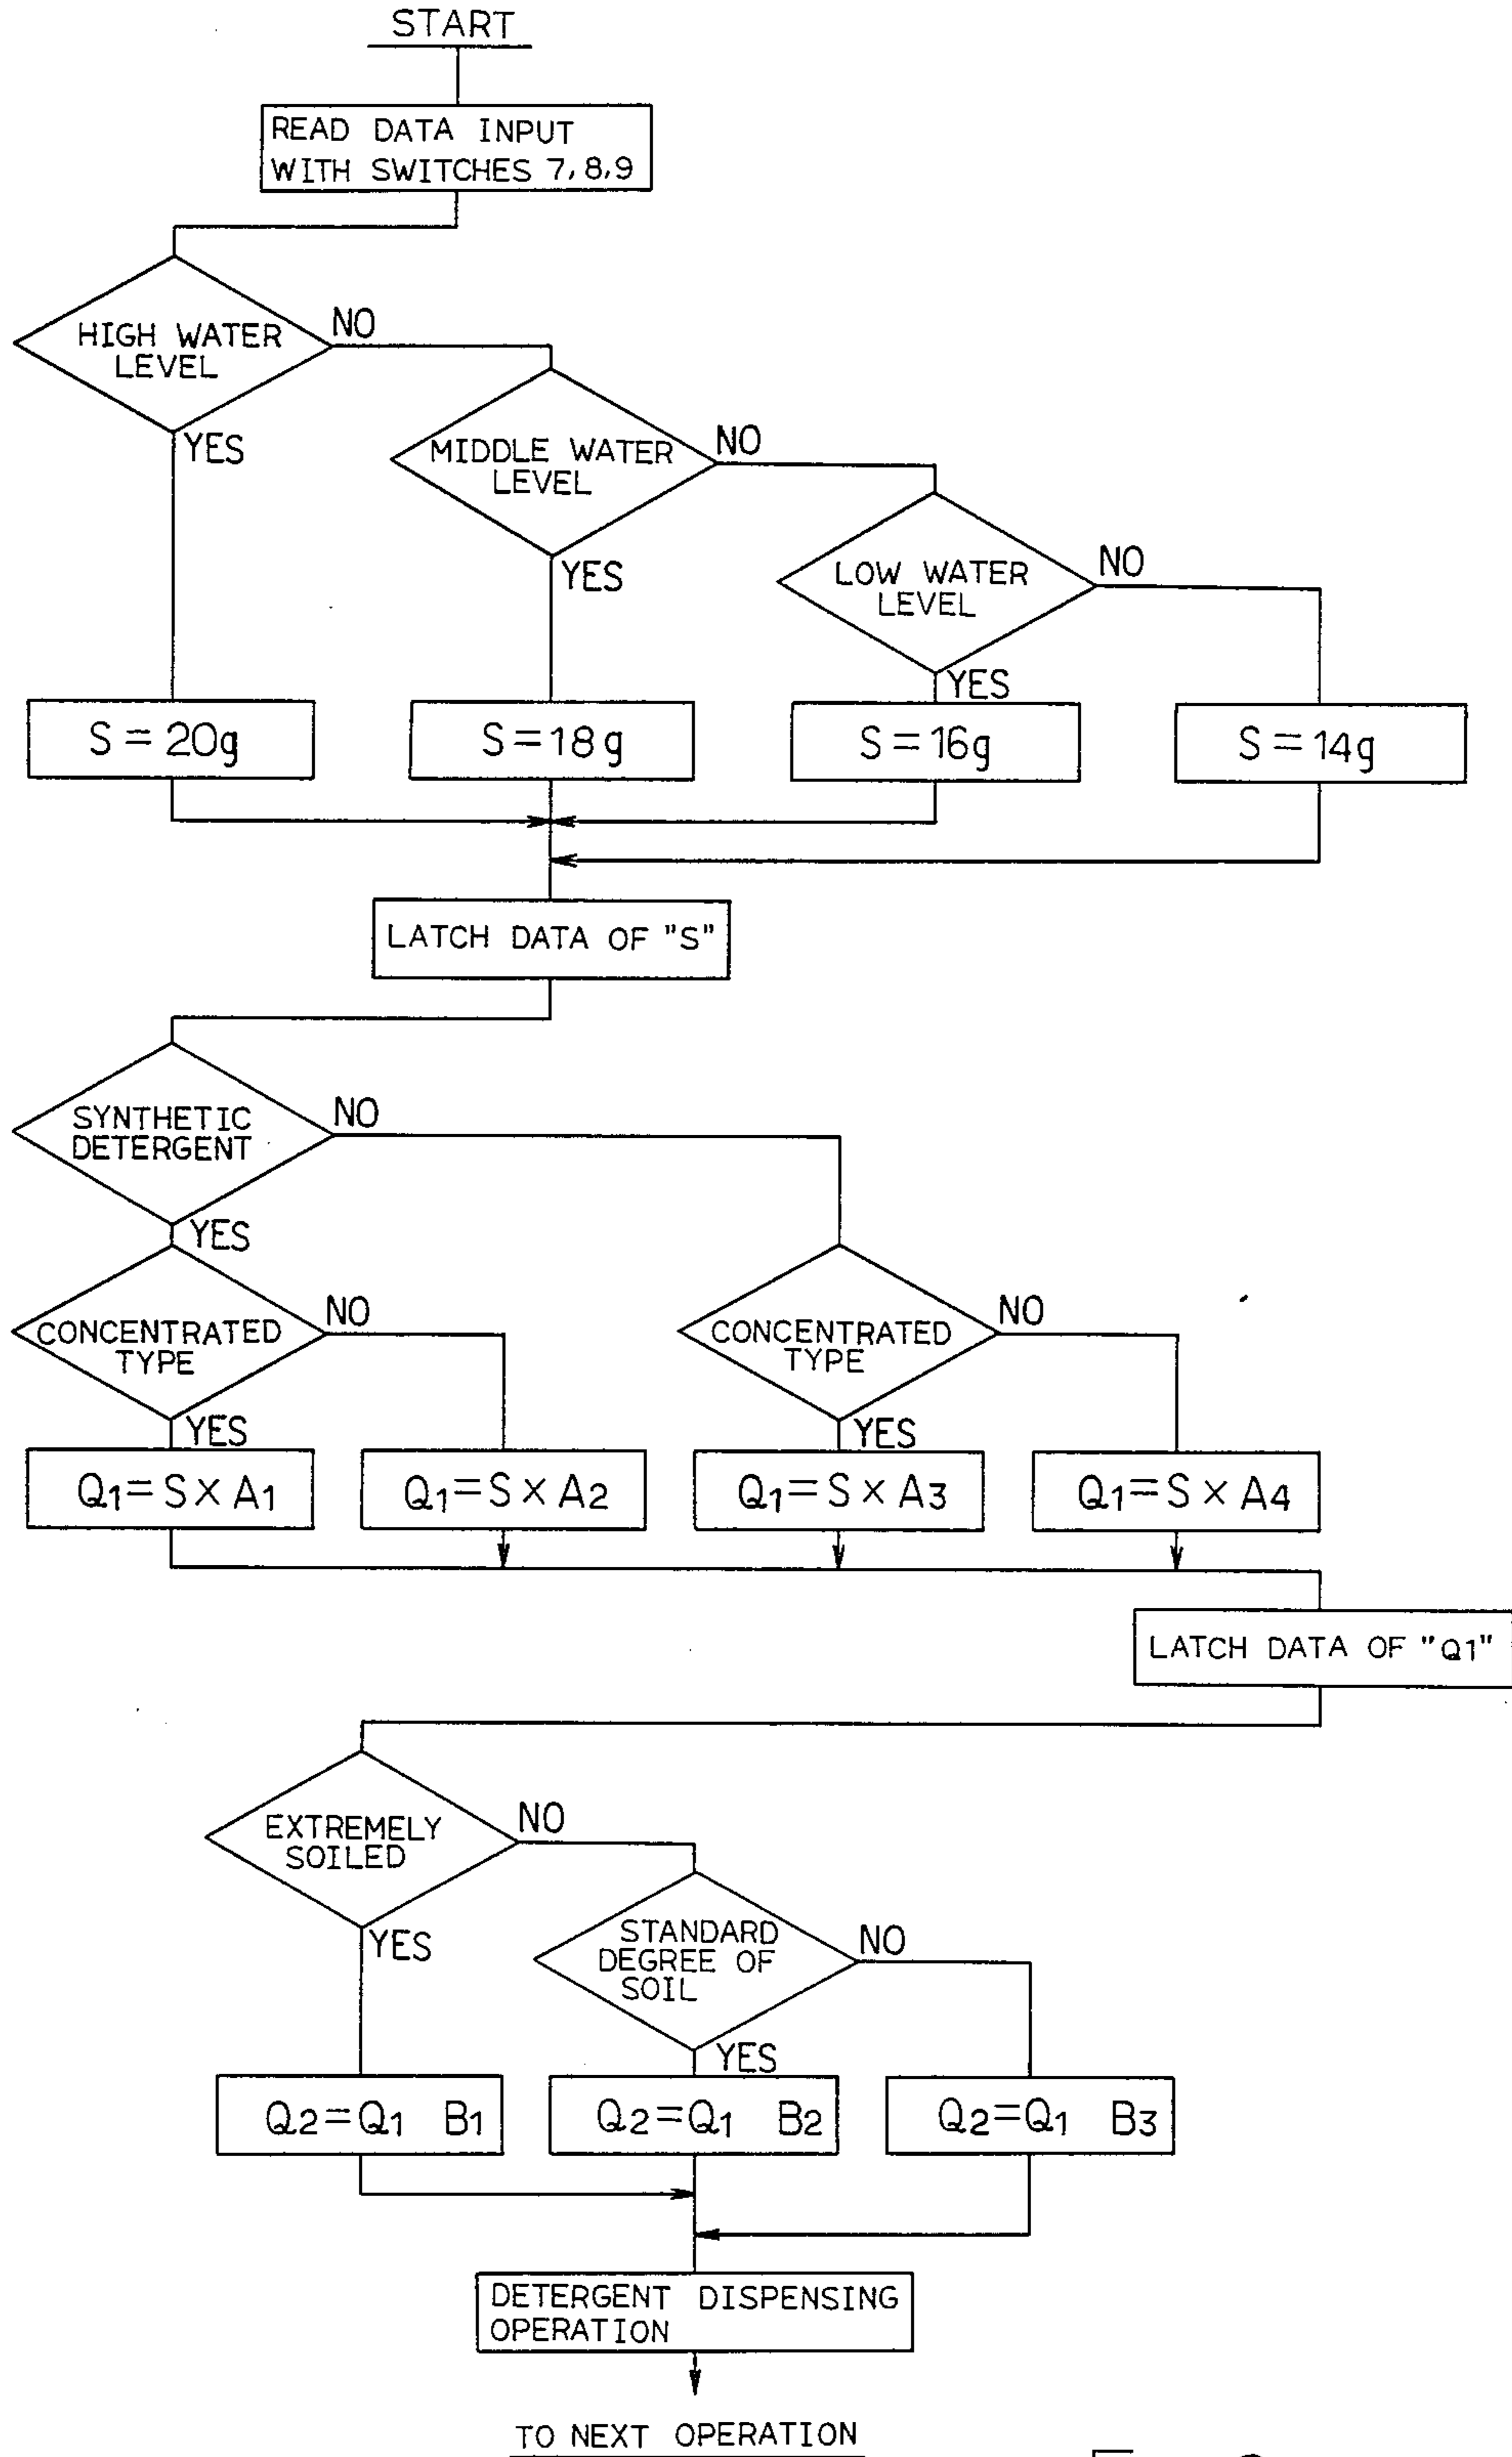 START
READ DATA INPUT
WITH SWITCHES 7,8,9
HIGH WATER
LEVEL
NO
YES
MIDDLE WATER
LEVEL
NO
YES
LOW WATER
LEVEL
NO
YES
S=20g
S=18g
S=16g
S=14g
LATCH DATA OF "S"
SYNTHETIC
DETERGENT
NO
YES
CONCENTRATED
TYPE
NO
YES
CONCENTRATED
TYPE
NO
YES
Q1=S×A1
Q1=S×A2
Q1=S×A3
Q1=S×A4
LATCH DATA OF "Q1"
EXTREMELY
SOILED
NO
YES
STANDARD
DEGREE OF
SOIL
NO
YES
Q2=Q1 B1
Q2=Q1 B2
Q2=Q1 B3
DETERGENT DISPENSING
OPERATION
TO NEXT OPERATION